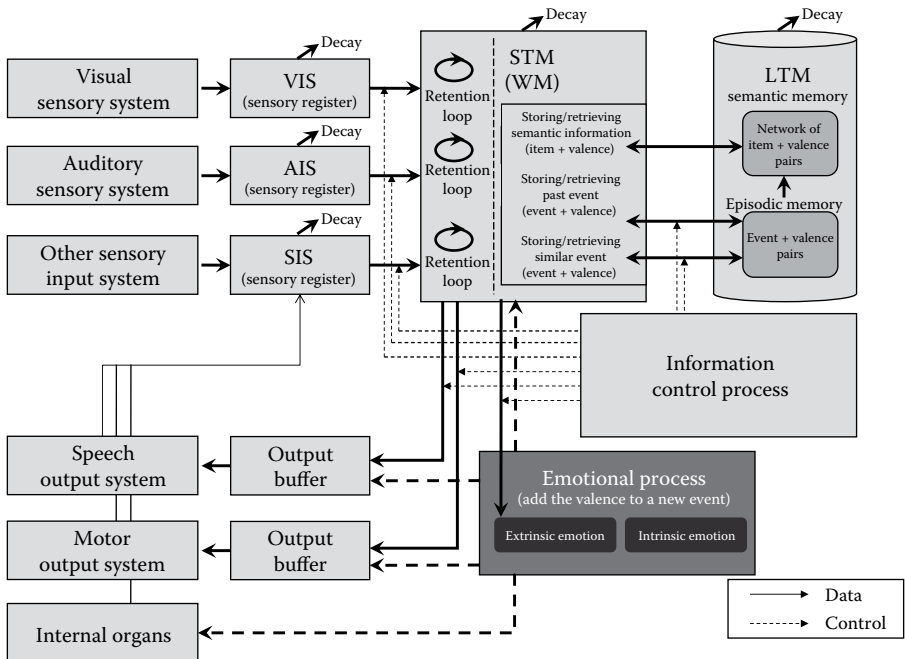 Decay
Decay
Decay
Visual
sensory system
VIS
(sensory register)
Retention
loop
STM
(WM)
LTM
semantic memory
Decay
Auditory
sensory system
AIS
(sensory register)
Retention
loop
Storing/retrieving
semantic information
(item + valence)
Network of
item + valence
pairs
Storing/retrieving
past event
(event + valence)
Episodic memory
Decay
Other sensory
input system
SIS
(sensory register)
Retention
loop
Storing/retrieving
similar event
(event + valence)
Event + valence
pairs
Information
control process
Speech
output system
Output
buffer
Emotional process
(add the valence to a new event)
Extrinsic emotion
Intrinsic emotion
Motor
output system
Output
buffer
Internal organs
Data
Control